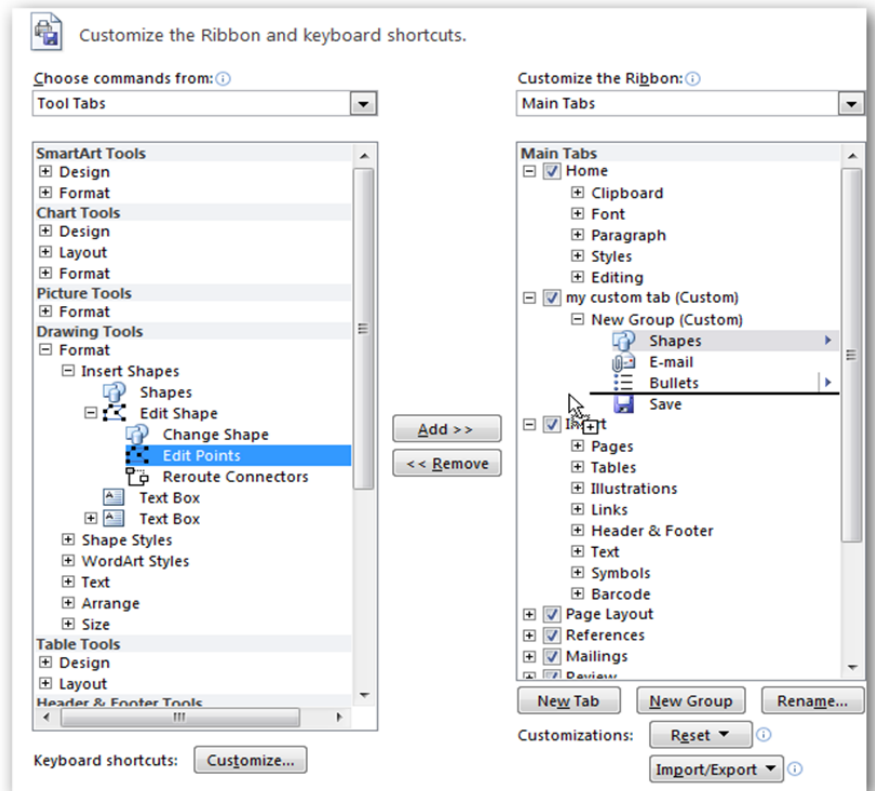 Customize the Ribbon and keyboard shortcuts.
Choose commands from:
Tool Tabs
SmartArt Tools
Design
Format
Chart Tools
Design
Layout
Format
Picture Tools
Format
Drawing Tools
Format
Insert Shapes
Shapes
Edit Shape
Change Shape
Edit Points
Reroute Connectors
Text Box
Text Box
Shape Styles
WordArt Styles
Text
Arrange
Size
Table Tools
Design
Layout
Header & Footer Tools
Keyboard shortcuts:
Customize...
Add >>
<< Remove
Customize the Ribbon:
Main Tabs
Main Tabs
Home
Clipboard
Font
Paragraph
Styles
Editing
my custom tab (Custom)
New Group (Custom)
Shapes
E-mail
Bullets
Save
Insert
Pages
Tables
Illustrations
Links
Header & Footer
Text
Symbols
Barcode
Page Layout
References
Mailings
Review
New Tab
New Group
Rename...
Customizations:
Reset
Import/Export